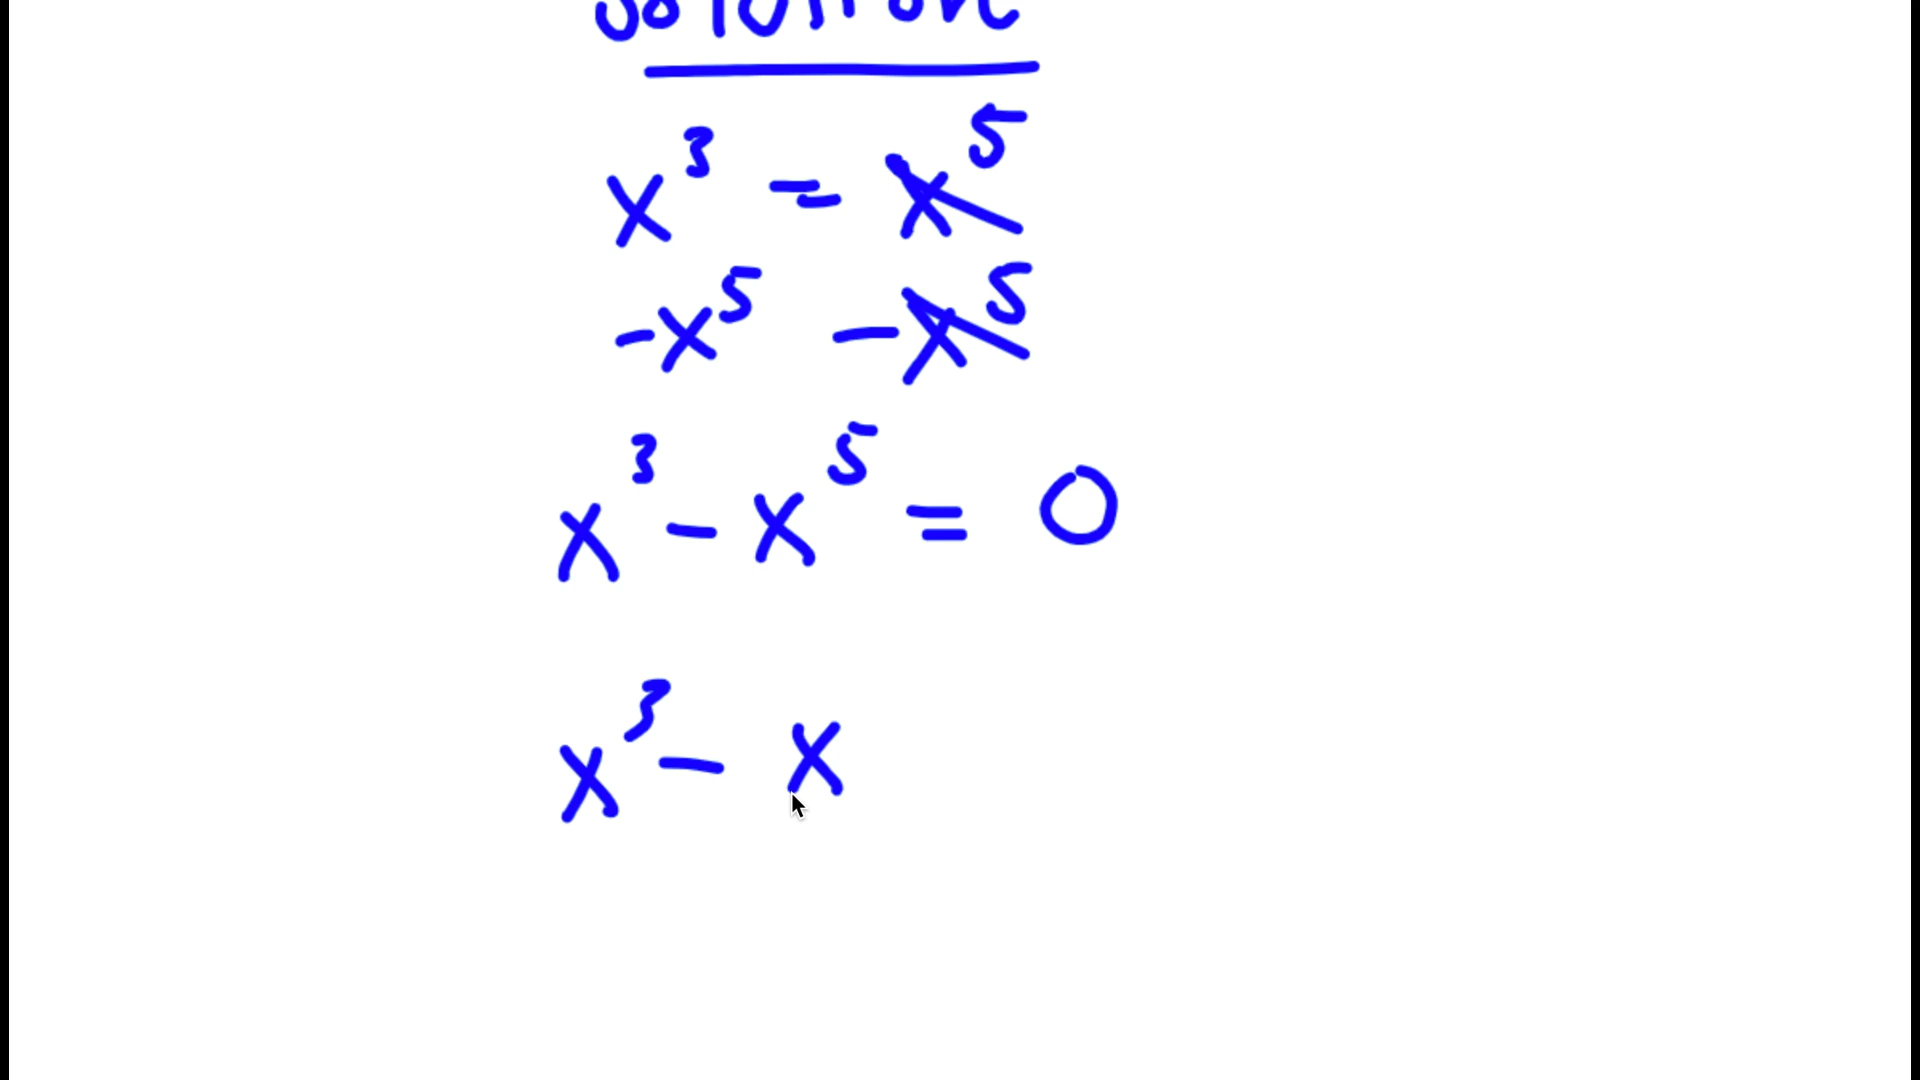 x³ = x⁵
-x⁵ -x⁵
x³ - x⁵ = 0
x³ - x